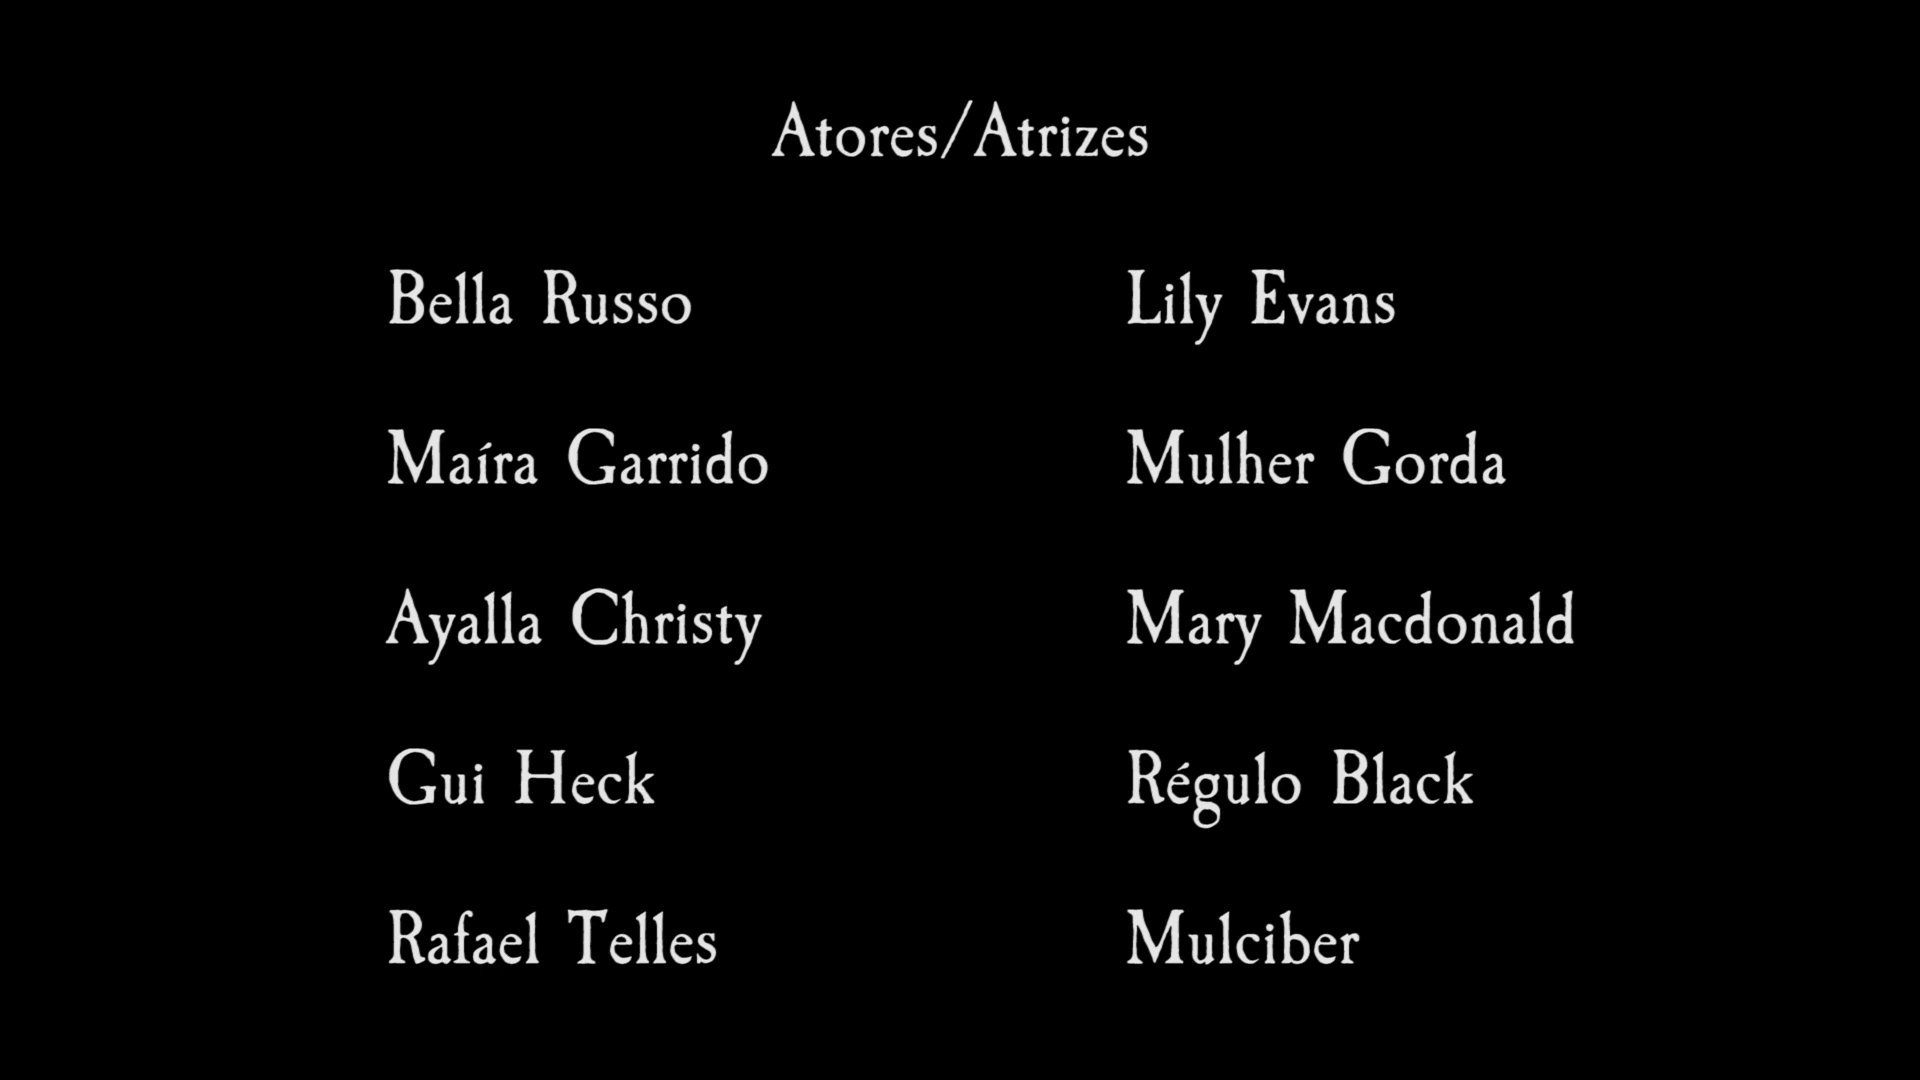 Atores/Atrizes
Bella Russo Lily Evans
Maíra Garrido Mulher Gorda
Ayalla Christy Mary Macdonald
Gui Heck Régulo Black
Rafael Telles Mulciber